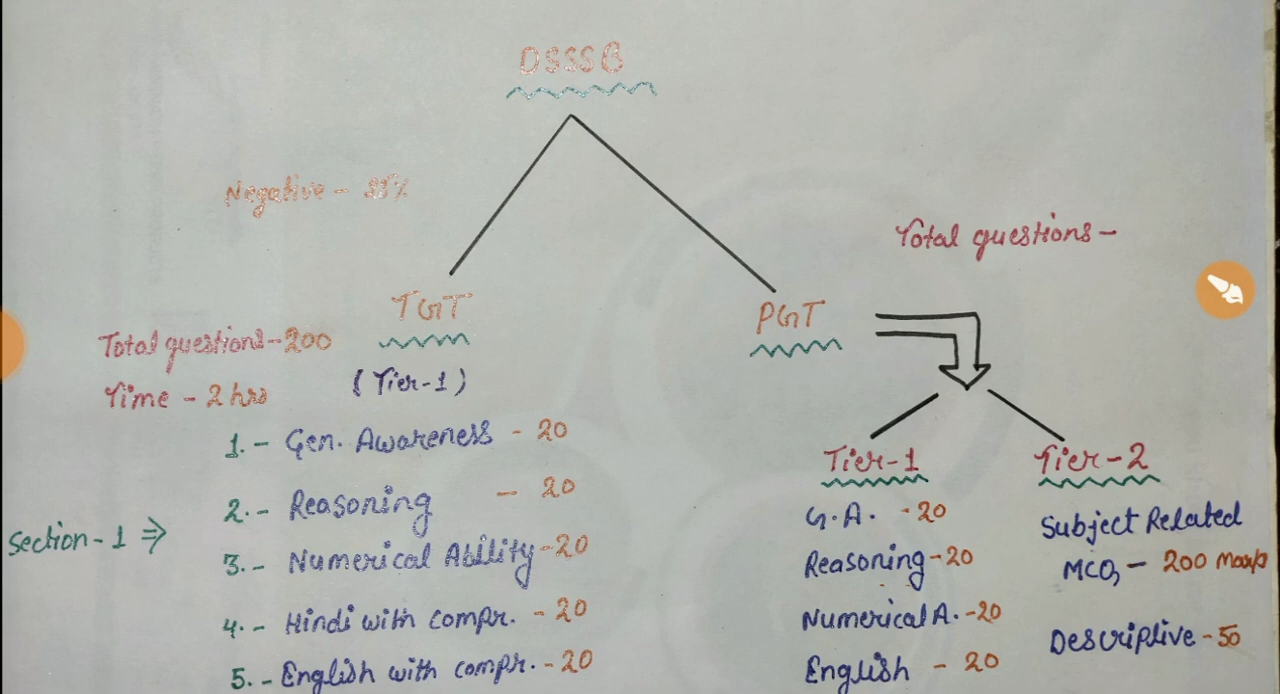 DSSSB
Negative - 25%
Total questions -
TGT
PGT
Total questions - 200
Time - 2 hrs
(Tier-1)
1. - Gen. Awareness - 20
2. - Reasoning - 20
Section - 1 ⇒
3. - Numerical Ability - 20
4. - Hindi with compr. - 20
5. - English with compr. - 20
Tier-1
G.A. - 20
Reasoning - 20
Numerical A. - 20
English - 20
Tier-2
Subject Related
MCQ - 200 
Descriptive - 50